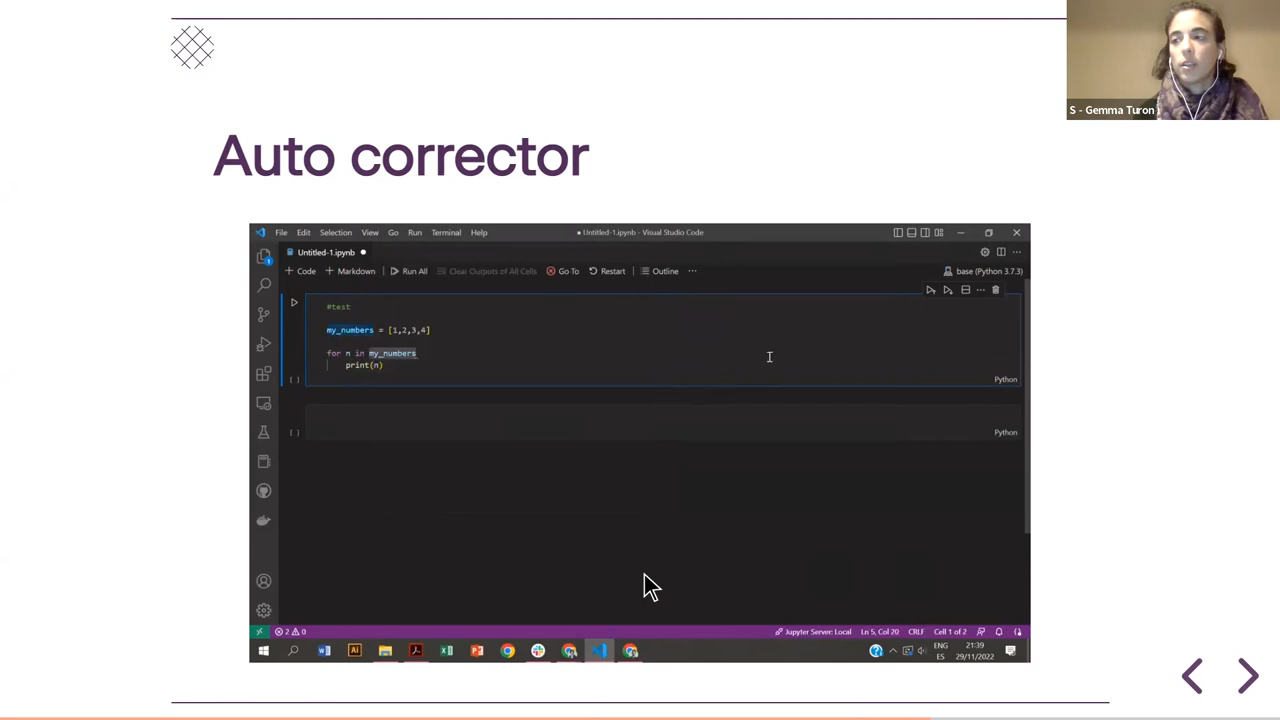 S - Gemma Turon
Auto corrector
File Edit Selection View Go Run Terminal Help
● Untitled-1.ipynb - Visual Studio Code
Untitled-1.ipynb ●
+ Code + Markdown Run All Clear Outputs of All Cells Go To Restart Outline ···
base (Python 3.7.3)
#test
my_numbers = [1,2,3,4]
for n in my_numbers
print(n)
[ ]
Python
[ ]
Python
2 0
Jupyter Server: Local Ln 5, Col 20 CRLF Cell 1 of 2
ENG 21:39
ES 29/11/2022